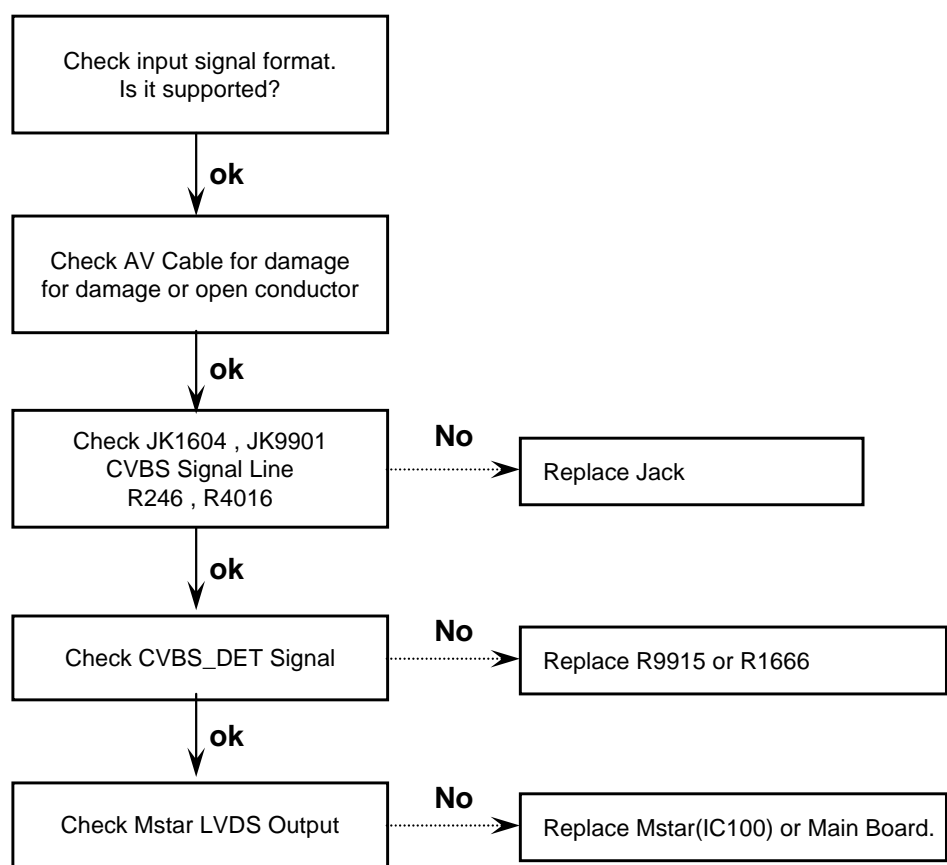 Check input signal format.
Is it supported?
ok
Check AV Cable for damage
for damage or open conductor
ok
Check JK1604 , JK9901
CVBS Signal Line
R246 , R4016
No
Replace Jack
ok
Check CVBS_DET Signal
No
Replace R9915 or R1666
ok
Check Mstar LVDS Output
No
Replace Mstar(IC100) or Main Board.